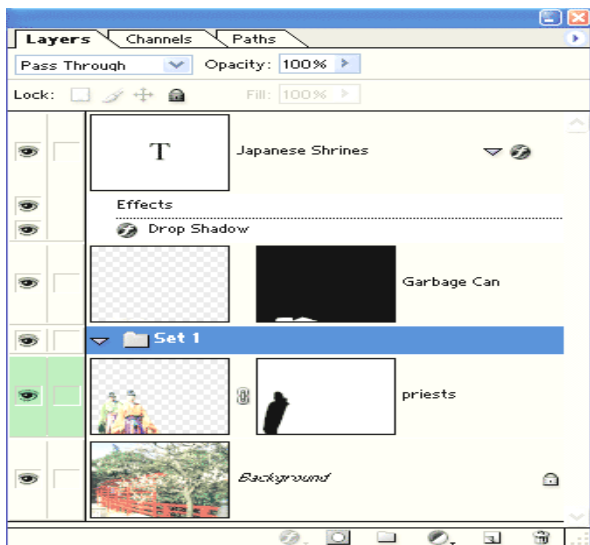 Layers Channels Paths
Pass Through Opacity: 100%
Lock: Fill: 100%
T Japanese Shrines
Effects
Drop Shadow
Garbage Can
Set 1
priests
Background